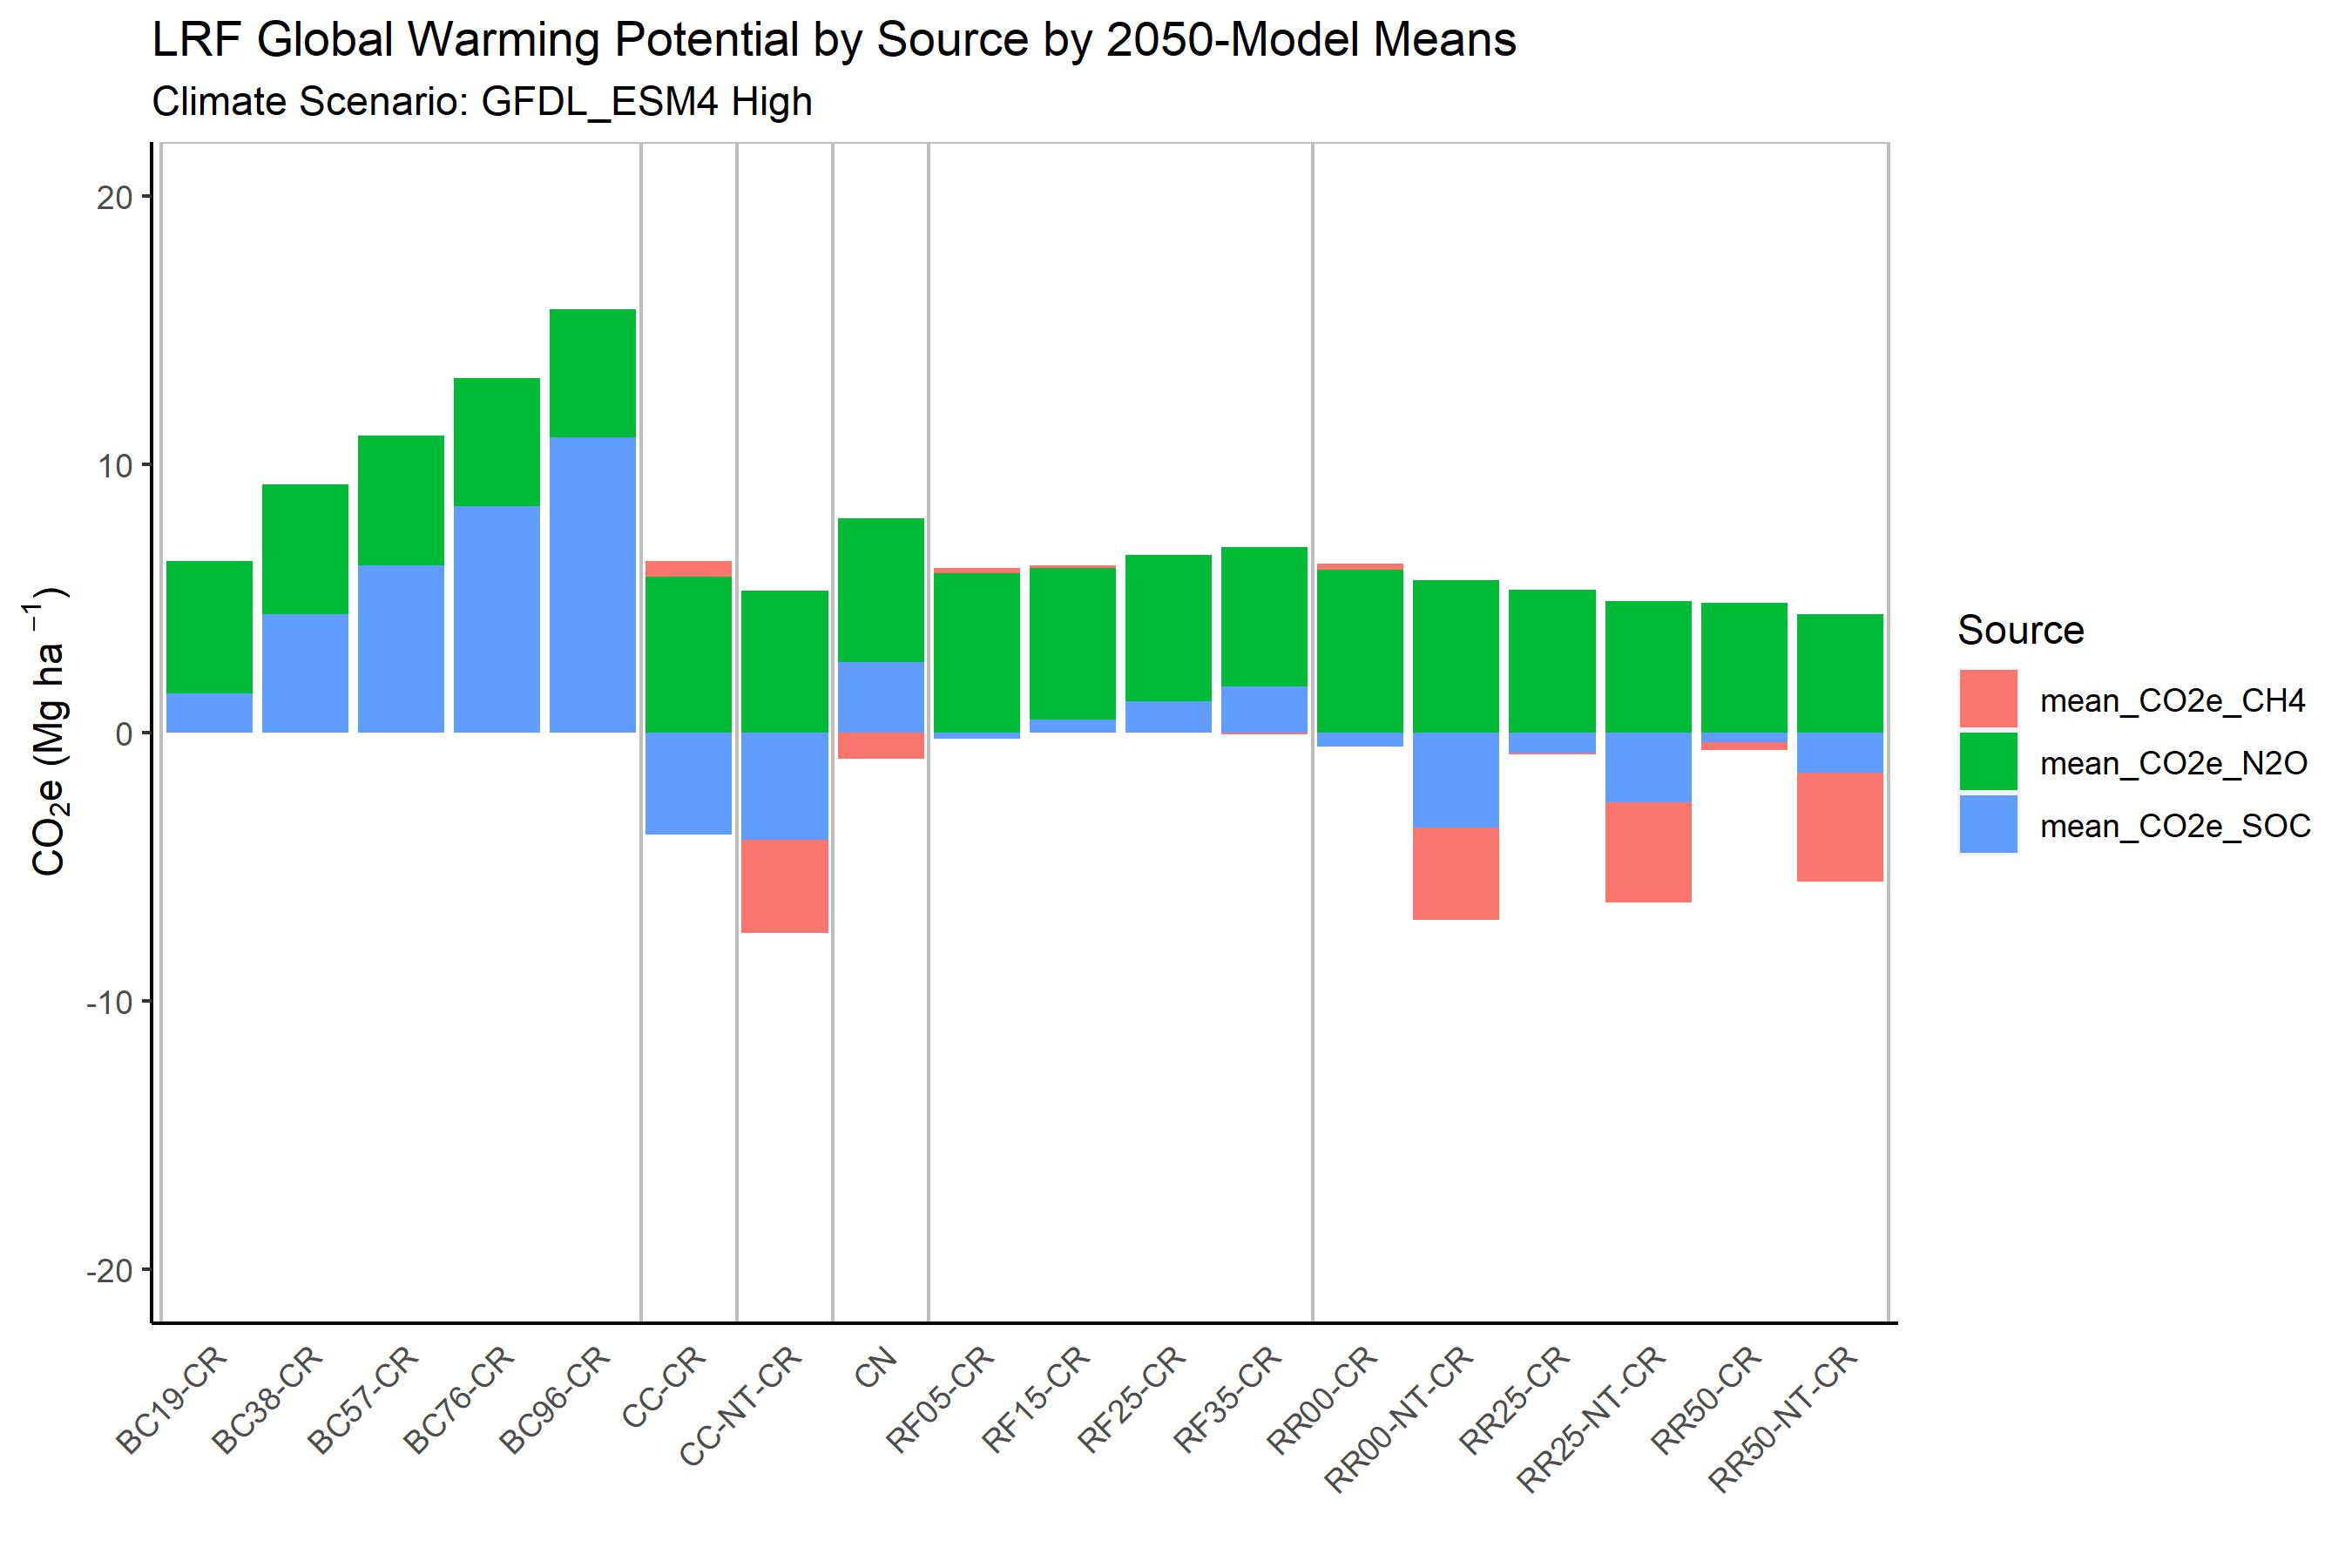 LRF Global Warming Potential by Source by 2050-Model Means
Climate Scenario: GFDL_ESM4 High
CO₂e (Mg ha ⁻¹)
20
10
0
-10
-20
BC19-CR
BC38-CR
BC57-CR
BC76-CR
BC96-CR
CC-CR
CC-NT-CR
CN
RF05-CR
RF15-CR
RF25-CR
RF35-CR
RR00-CR
RR00-NT-CR
RR25-CR
RR25-NT-CR
RR50-CR
RR50-NT-CR
Source
mean_CO2e_CH4
mean_CO2e_N2O
mean_CO2e_SOC